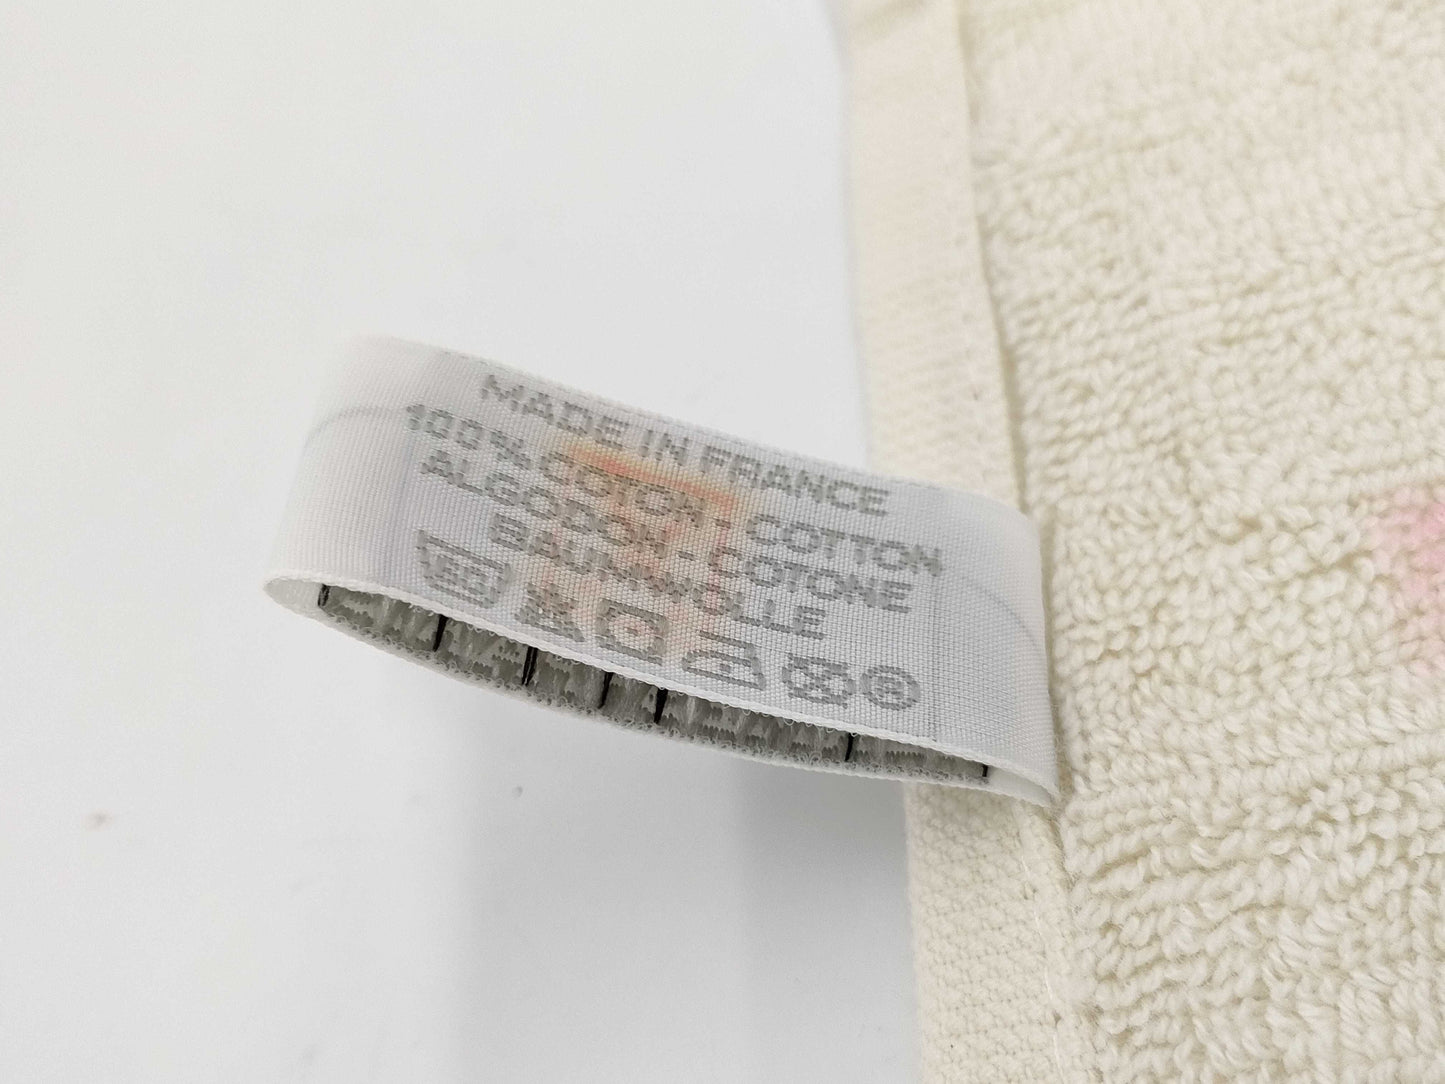 MADE IN FRANCE
100% COTON - COTTON
ALGODON - COTONE
BAUMWOLLE